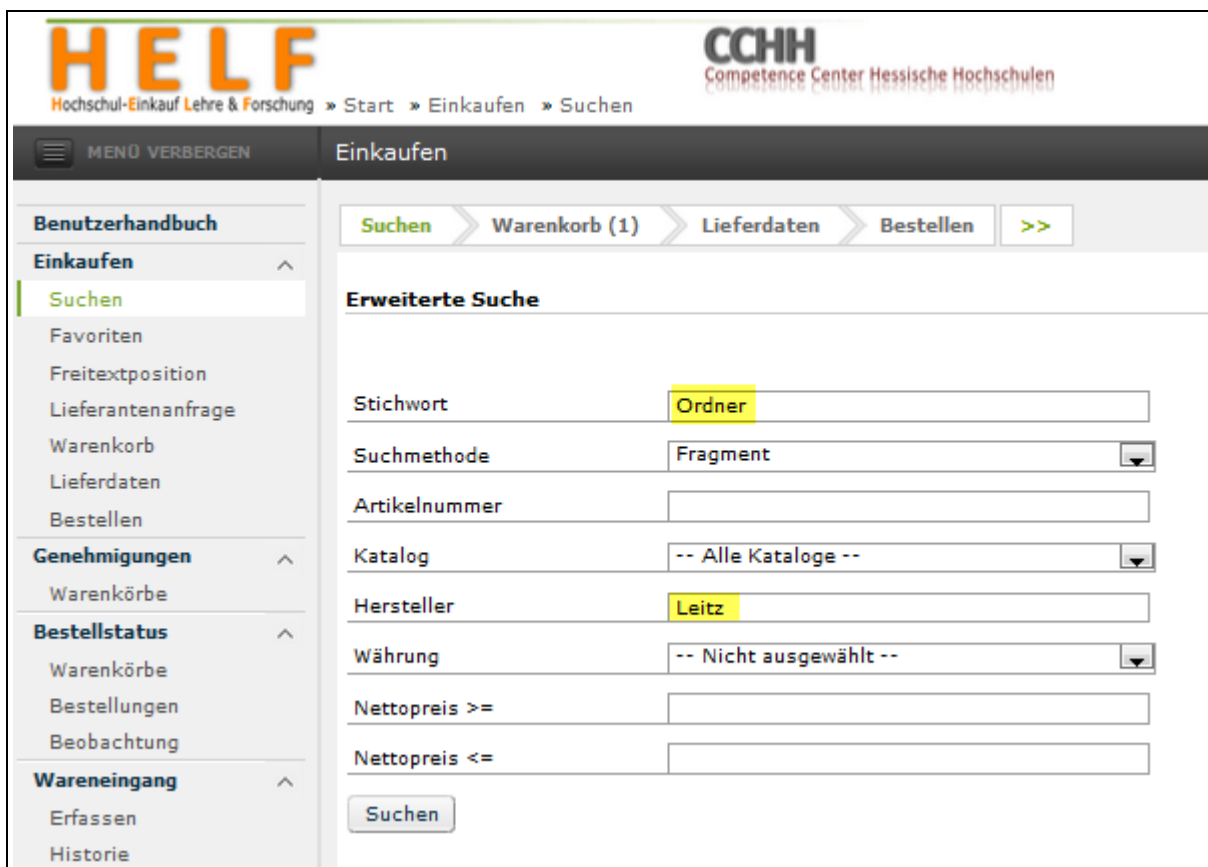 HELF
Hochschul-Einkauf Lehre & Forschung
CCHH
Competence Center Hessische Hochschulen
» Start » Einkaufen » Suchen
MENÜ VERBERGEN
Einkaufen
Benutzerhandbuch
Einkaufen
Suchen
Favoriten
Freitextposition
Lieferantenanfrage
Warenkorb
Lieferdaten
Bestellen
Genehmigungen
Warenkörbe
Bestellstatus
Warenkörbe
Bestellungen
Beobachtung
Wareneingang
Erfassen
Historie
Suchen Warenkorb (1) Lieferdaten Bestellen >>
Erweiterte Suche
Stichwort Ordner
Suchmethode Fragment
Artikelnummer
Katalog -- Alle Kataloge --
Hersteller Leitz
Währung -- Nicht ausgewählt --
Nettopreis >=
Nettopreis <=
Suchen